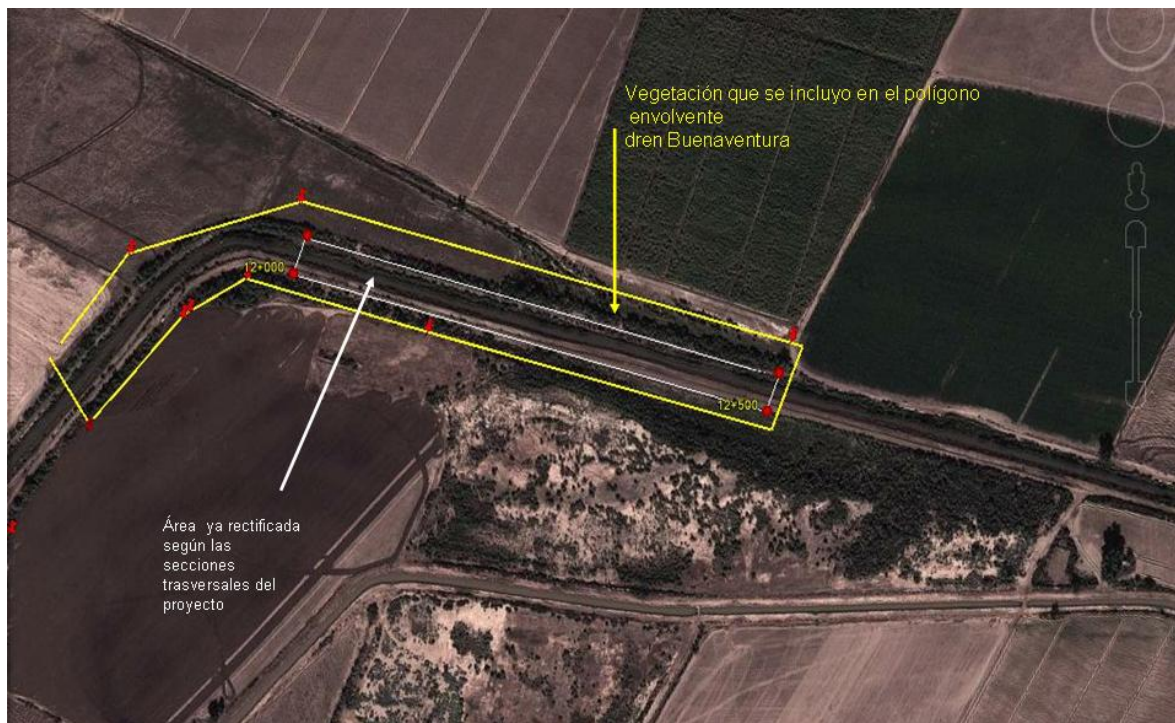 Vegetación que se incluyo en el polígono
envolvente
dren Buenaventura
12+000
12+500
Área ya rectificada
según las
secciones
trasversales del
proyecto